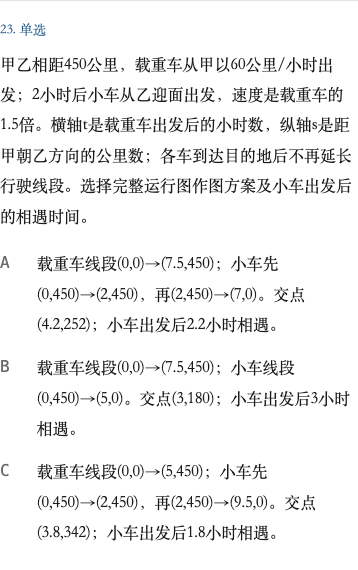 23. 单选
甲乙相距450公里，载重车从甲以60公里/小时出
发；2小时后小车从乙迎面出发，速度是载重车的
1.5倍。横轴t是载重车出发后的小时数，纵轴s是距
甲朝乙方向的公里数；各车到达目的地后不再延长
行驶线段。选择完整运行图作图方案及小车出发后
的相遇时间。
A 载重车线段(0,0)→(7.5,450)；小车先
(0,450)→(2,450)，再(2,450)→(7,0)。交点
(4.2,252)；小车出发后2.2小时相遇。
B 载重车线段(0,0)→(7.5,450)；小车线段
(0,450)→(5,0)。交点(3,180)；小车出发后3小时
相遇。
C 载重车线段(0,0)→(5,450)；小车先
(0,450)→(2,450)，再(2,450)→(9.5,0)。交点
(3.8,342)；小车出发后1.8小时相遇。